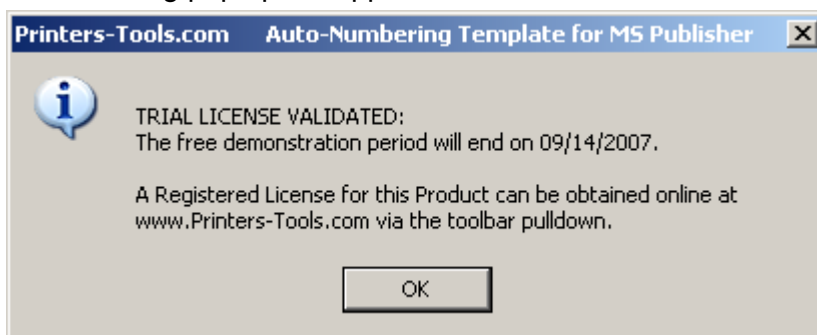 Printers-Tools.com Auto-Numbering Template for MS Publisher
TRIAL LICENSE VALIDATED:
The free demonstration period will end on 09/14/2007.
A Registered License for this Product can be obtained online at
www.Printers-Tools.com via the toolbar pulldown.
OK